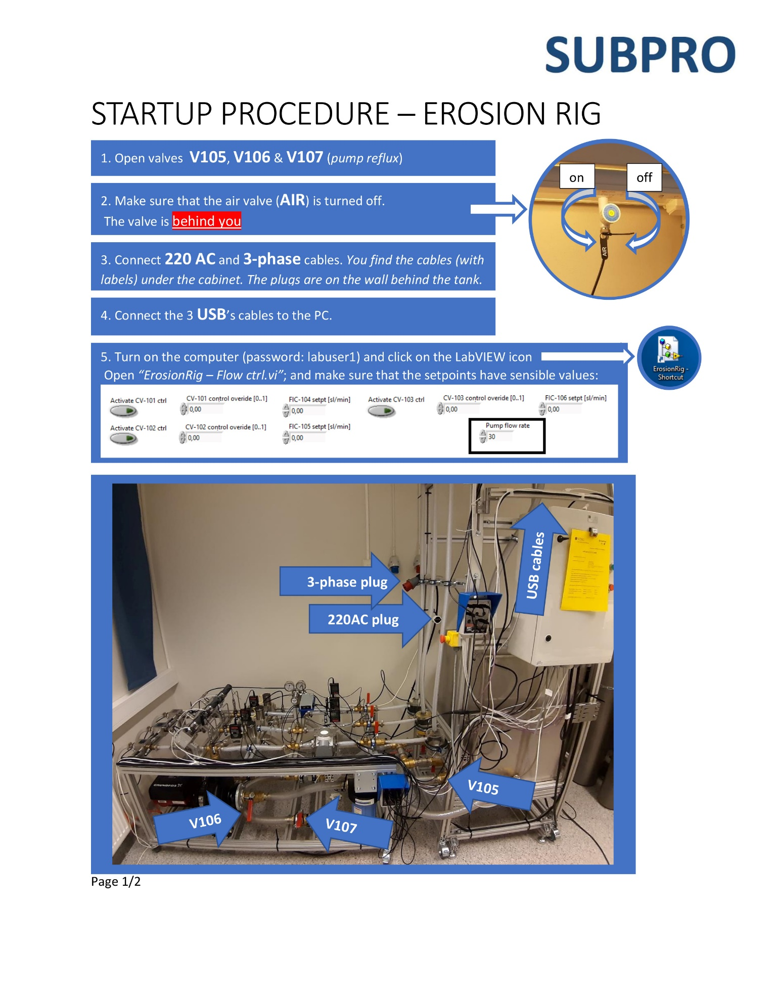 SUBPRO
STARTUP PROCEDURE – EROSION RIG
1. Open valves V105, V106 & V107 (pump reflux)
2. Make sure that the air valve (AIR) is turned off.
The valve is behind you
on
off
AIR
3. Connect 220 AC and 3-phase cables. You find the cables (with
labels) under the cabinet. The plugs are on the wall behind the tank.
4. Connect the 3 USB’s cables to the PC.
5. Turn on the computer (password: labuser1) and click on the LabVIEW icon
Open “ErosionRig – Flow ctrl.vi”; and make sure that the setpoints have sensible values:
ErosionRig -
Shortcut
Activate CV-101 ctrl
CV-101 control overide [0..1]
0,00
FIC-104 setpt [sl/min]
0,00
Activate CV-103 ctrl
CV-103 control overide [0..1]
0,00
FIC-106 setpt [sl/min]
0,00
Activate CV-102 ctrl
CV-102 control overide [0..1]
0,00
FIC-105 setpt [sl/min]
0,00
Pump flow rate
30
USB cables
3-phase plug
220AC plug
GRUNDFOS
V105
V106
V107
Page 1/2